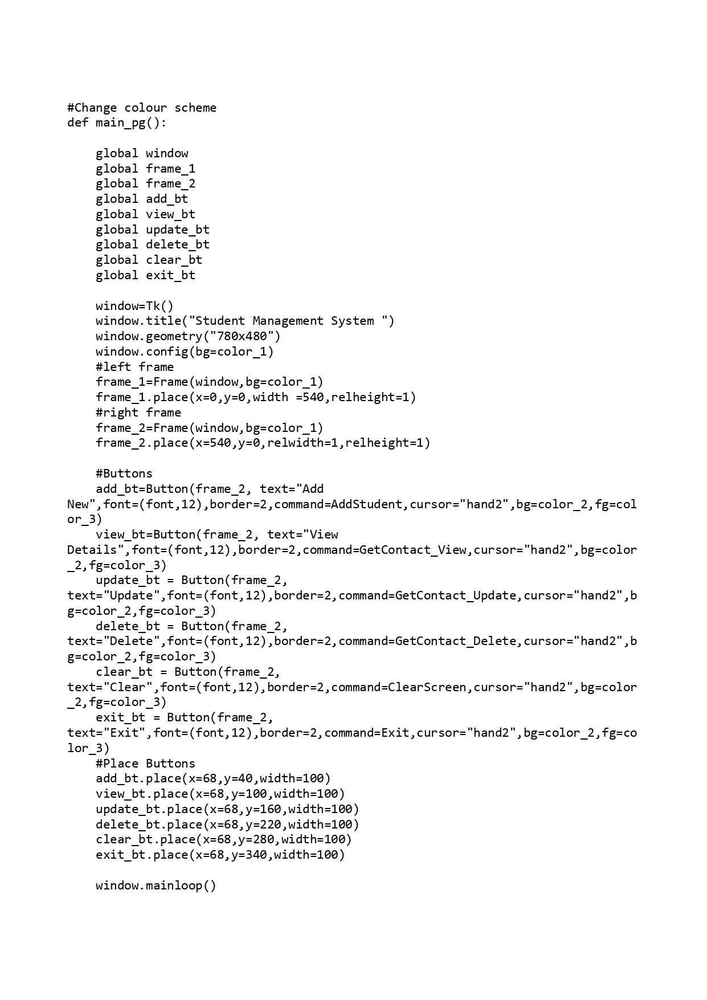 #Change colour scheme
def main_pg():

    global window
    global frame_1
    global frame_2
    global add_bt
    global view_bt
    global update_bt
    global delete_bt
    global clear_bt
    global exit_bt

    window=Tk()
    window.title("Student Management System ")
    window.geometry("780x480")
    window.config(bg=color_1)
    #left frame
    frame_1=Frame(window,bg=color_1)
    frame_1.place(x=0,y=0,width =540,relheight=1)
    #right frame
    frame_2=Frame(window,bg=color_1)
    frame_2.place(x=540,y=0,relwidth=1,relheight=1)

    #Buttons
    add_bt=Button(frame_2, text="Add
New",font=(font,12),border=2,command=AddStudent,cursor="hand2",bg=color_2,fg=col
or_3)
    view_bt=Button(frame_2, text="View
Details",font=(font,12),border=2,command=GetContact_View,cursor="hand2",bg=color
_2,fg=color_3)
    update_bt = Button(frame_2,
text="Update",font=(font,12),border=2,command=GetContact_Update,cursor="hand2",b
g=color_2,fg=color_3)
    delete_bt = Button(frame_2,
text="Delete",font=(font,12),border=2,command=GetContact_Delete,cursor="hand2",b
g=color_2,fg=color_3)
    clear_bt = Button(frame_2,
text="Clear",font=(font,12),border=2,command=ClearScreen,cursor="hand2",bg=color
_2,fg=color_3)
    exit_bt = Button(frame_2,
text="Exit",font=(font,12),border=2,command=Exit,cursor="hand2",bg=color_2,fg=co
lor_3)
    #Place Buttons
    add_bt.place(x=68,y=40,width=100)
    view_bt.place(x=68,y=100,width=100)
    update_bt.place(x=68,y=160,width=100)
    delete_bt.place(x=68,y=220,width=100)
    clear_bt.place(x=68,y=280,width=100)
    exit_bt.place(x=68,y=340,width=100)

    window.mainloop()